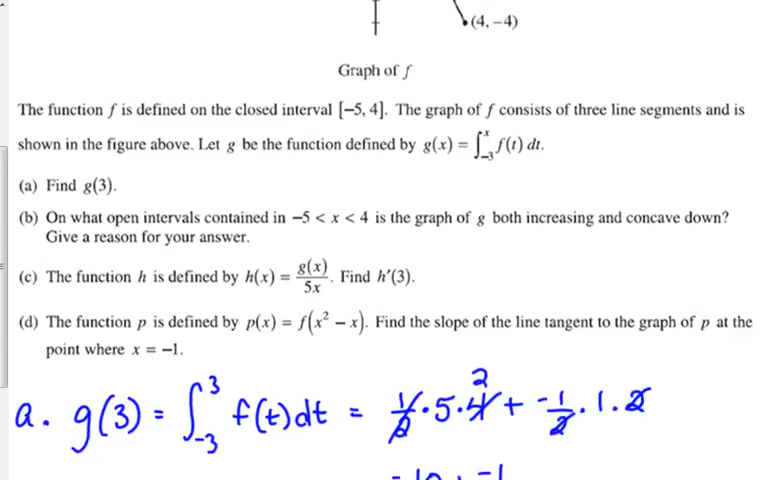 (4, −4)
Graph of f
The function f is defined on the closed interval [−5, 4]. The graph of f consists of three line segments and is
shown in the figure above. Let g be the function defined by g(x) = ∫_{−3}^{x} f(t) dt.
(a) Find g(3).
(b) On what open intervals contained in −5 < x < 4 is the graph of g both increasing and concave down?
Give a reason for your answer.
(c) The function h is defined by h(x) = g(x)/5x. Find h′(3).
(d) The function p is defined by p(x) = f(x² − x). Find the slope of the line tangent to the graph of p at the
point where x = −1.
a. g(3) = ∫_{-3}^{3} f(t)dt = 1/2 · 5 · 4 2 + -1/2 · 1 · 2
= 10 + -1